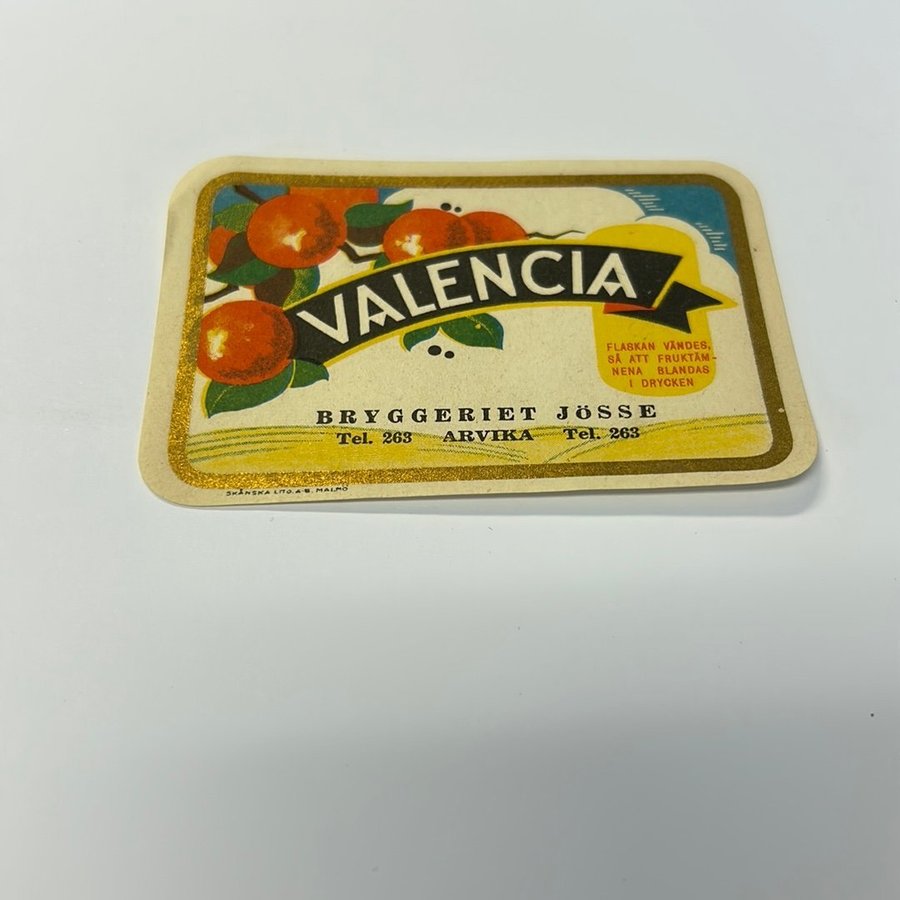 VALENCIA
FLASKAN VÄNDES,
SÅ ATT FRUKTÄM-
NENA BLANDAS
I DRYCKEN
BRYGGERIET JÖSSE
Tel. 263 ARVIKA Tel. 263
SKÅNSKA LITO. A-B. MALMÖ